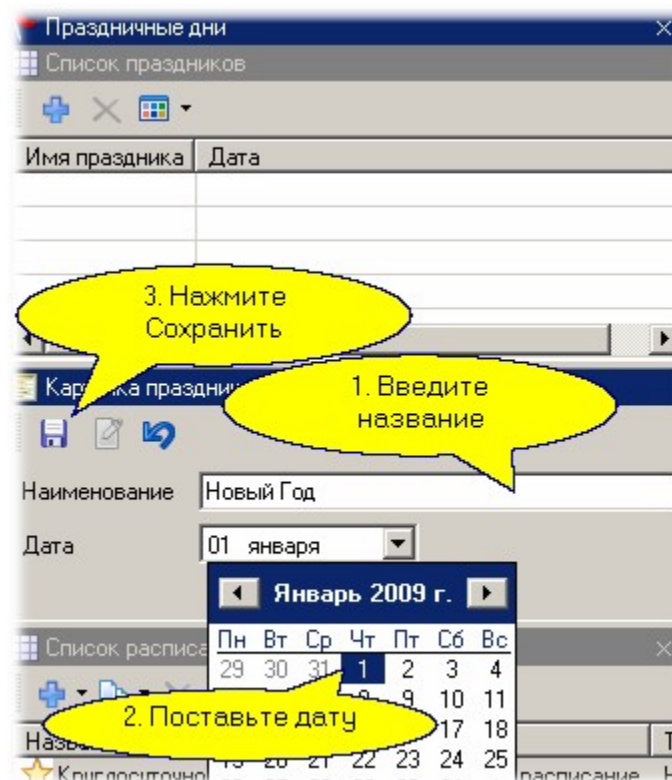 Праздничные дни
Список праздников
Имя праздника Дата
3. Нажмите
Сохранить
1. Введите
название
Наименование Новый Год
Дата 01 января
Январь 2009 г.
Пн Вт Ср Чт Пт Сб Вс
29 30 31 1 2 3 4
9 10 11
2. Поставьте дату
17 18
22 23 24 25